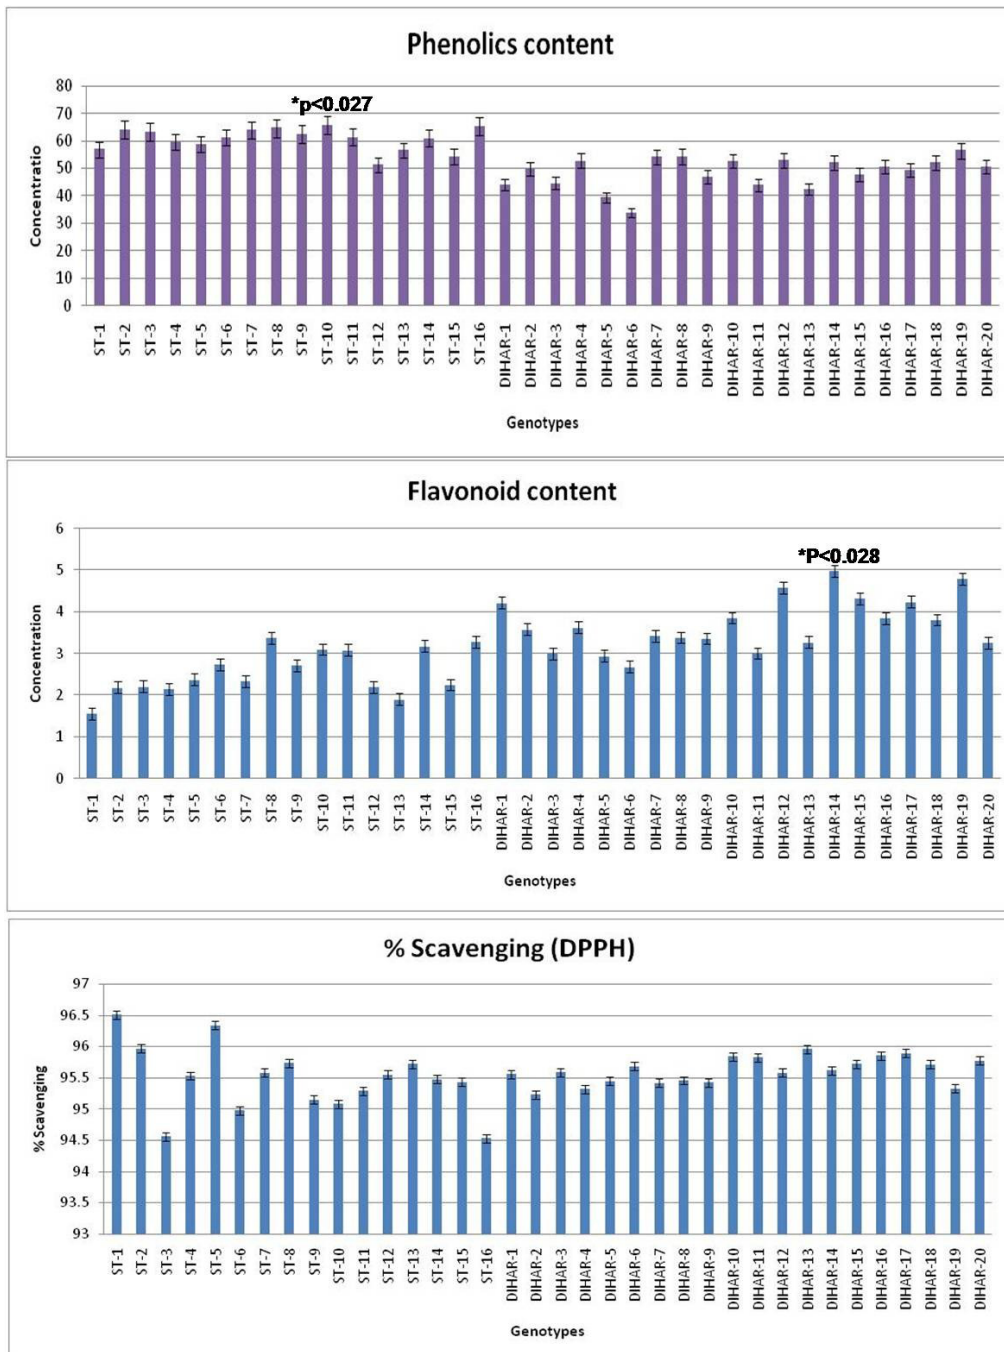 Phenolics content
80
70
60
50
40
30
20
10
0
Concentratio
*p<0.027
ST-1
ST-2
ST-3
ST-4
ST-5
ST-6
ST-7
ST-8
ST-9
ST-10
ST-11
ST-12
ST-13
ST-14
ST-15
ST-16
DIHAR-1
DIHAR-2
DIHAR-3
DIHAR-4
DIHAR-5
DIHAR-6
DIHAR-7
DIHAR-8
DIHAR-9
DIHAR-10
DIHAR-11
DIHAR-12
DIHAR-13
DIHAR-14
DIHAR-15
DIHAR-16
DIHAR-17
DIHAR-18
DIHAR-19
DIHAR-20
Genotypes
Flavonoid content
6
5
4
3
2
1
0
Concentration
*P<0.028
ST-1
ST-2
ST-3
ST-4
ST-5
ST-6
ST-7
ST-8
ST-9
ST-10
ST-11
ST-12
ST-13
ST-14
ST-15
ST-16
DIHAR-1
DIHAR-2
DIHAR-3
DIHAR-4
DIHAR-5
DIHAR-6
DIHAR-7
DIHAR-8
DIHAR-9
DIHAR-10
DIHAR-11
DIHAR-12
DIHAR-13
DIHAR-14
DIHAR-15
DIHAR-16
DIHAR-17
DIHAR-18
DIHAR-19
DIHAR-20
Genotypes
% Scavenging (DPPH)
97
96.5
96
95.5
95
94.5
94
93.5
93
% Scavenging
ST-1
ST-2
ST-3
ST-4
ST-5
ST-6
ST-7
ST-8
ST-9
ST-10
ST-11
ST-12
ST-13
ST-14
ST-15
ST-16
DIHAR-1
DIHAR-2
DIHAR-3
DIHAR-4
DIHAR-5
DIHAR-6
DIHAR-7
DIHAR-8
DIHAR-9
DIHAR-10
DIHAR-11
DIHAR-12
DIHAR-13
DIHAR-14
DIHAR-15
DIHAR-16
DIHAR-17
DIHAR-18
DIHAR-19
DIHAR-20
Genotypes